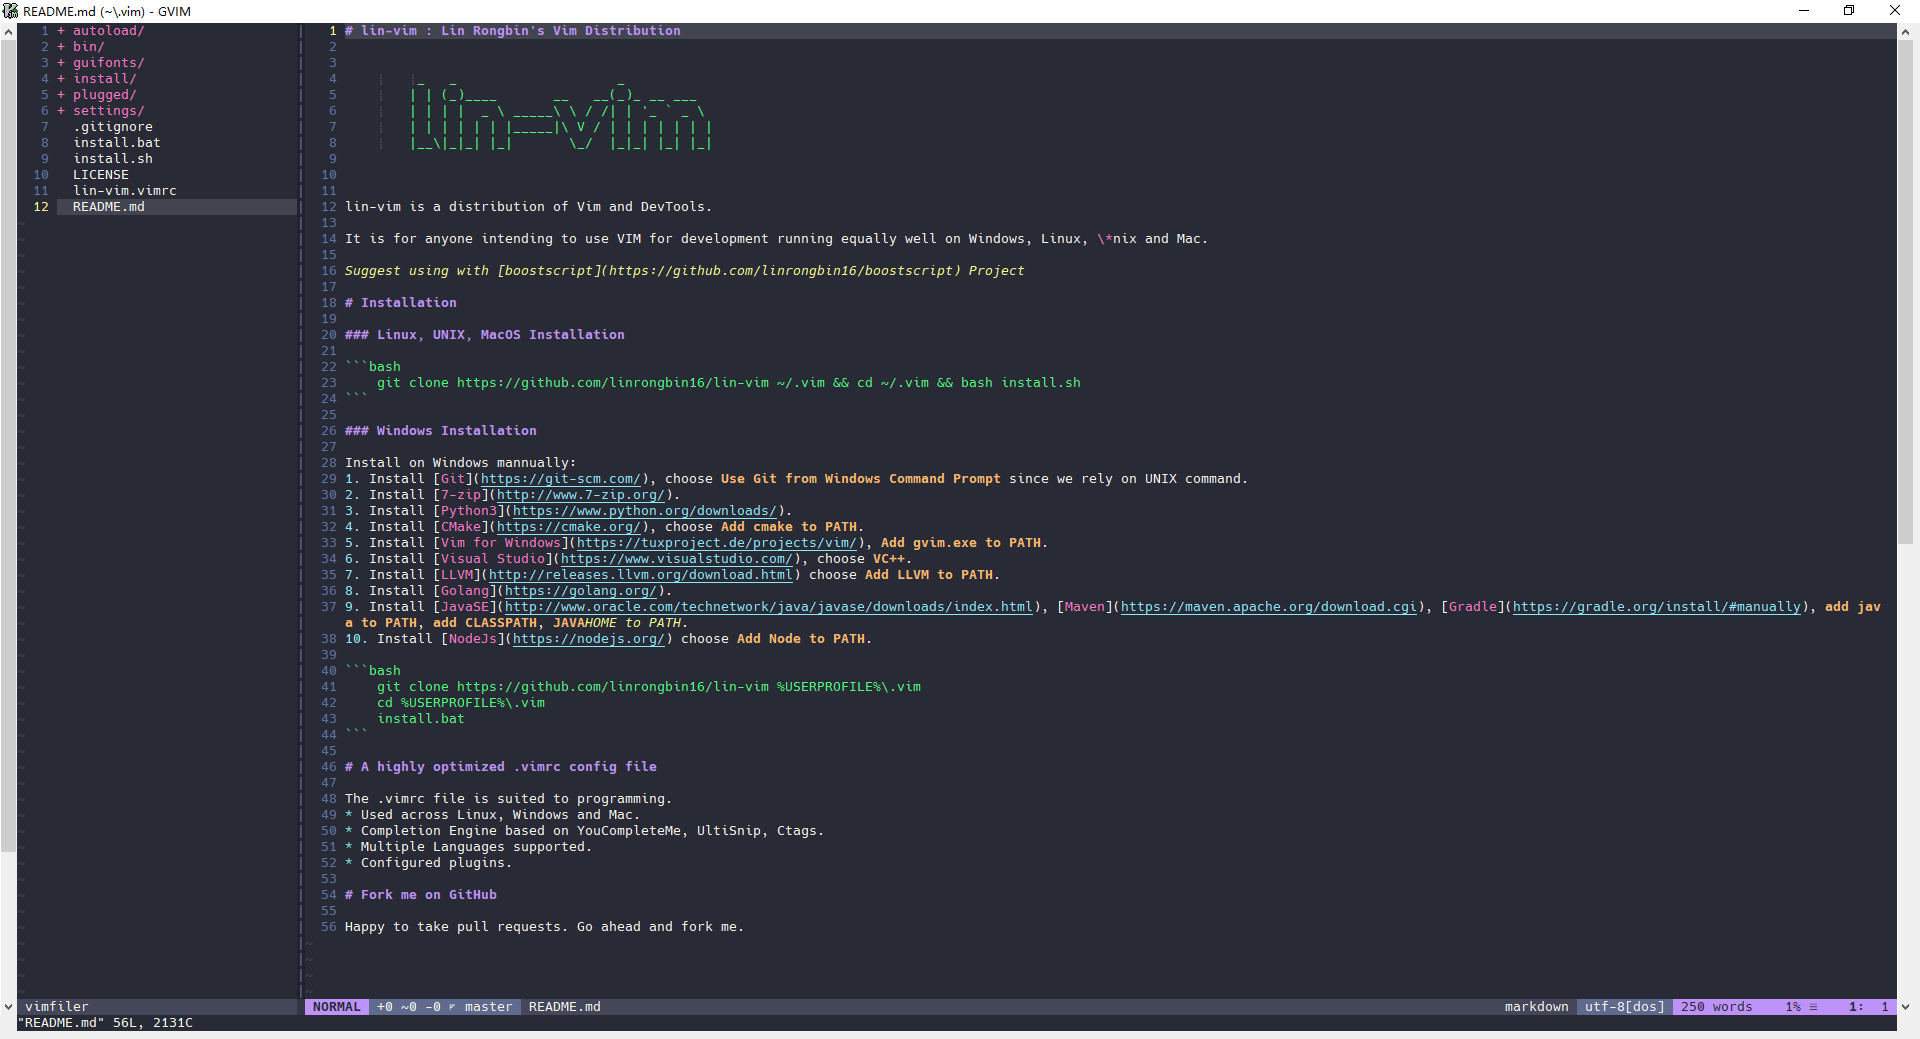 README.md (~\.vim) - GVIM
1 + autoload/
2 + bin/
3 + guifonts/
4 + install/
5 + plugged/
6 + settings/
7   .gitignore
8   install.bat
9   install.sh
10   LICENSE
11   lin-vim.vimrc
12   README.md
1 # lin-vim : Lin Rongbin's Vim Distribution
2
3
4     ¦   ¦_   _                    _
5     ¦   | | (_)____       __   __(_)_ __ ___
6     ¦   | | | |  _ \ _____\ \ / /| | '_ ` _ \
7     ¦   | | | | | | |_____|\ V / | | | | | | |
8     ¦   |__\|_|_| |_|       \_/  |_|_| |_| |_|
9
10
11
12 lin-vim is a distribution of Vim and DevTools.
13
14 It is for anyone intending to use VIM for development running equally well on Windows, Linux, \*nix and Mac.
15
16 Suggest using with [boostscript](https://github.com/linrongbin16/boostscript) Project
17
18 # Installation
19
20 ### Linux, UNIX, MacOS Installation
21
22 ```bash
23     git clone https://github.com/linrongbin16/lin-vim ~/.vim && cd ~/.vim && bash install.sh
24 ```
25
26 ### Windows Installation
27
28 Install on Windows mannually:
29 1. Install [Git](https://git-scm.com/), choose Use Git from Windows Command Prompt since we rely on UNIX command.
30 2. Install [7-zip](http://www.7-zip.org/).
31 3. Install [Python3](https://www.python.org/downloads/).
32 4. Install [CMake](https://cmake.org/), choose Add cmake to PATH.
33 5. Install [Vim for Windows](https://tuxproject.de/projects/vim/), Add gvim.exe to PATH.
34 6. Install [Visual Studio](https://www.visualstudio.com/), choose VC++.
35 7. Install [LLVM](http://releases.llvm.org/download.html) choose Add LLVM to PATH.
36 8. Install [Golang](https://golang.org/).
37 9. Install [JavaSE](http://www.oracle.com/technetwork/java/javase/downloads/index.html), [Maven](https://maven.apache.org/download.cgi), [Gradle](https://gradle.org/install/#manually), add jav
a to PATH, add CLASSPATH, JAVAHOME to PATH.
38 10. Install [NodeJs](https://nodejs.org/) choose Add Node to PATH.
39
40 ```bash
41     git clone https://github.com/linrongbin16/lin-vim %USERPROFILE%\.vim
42     cd %USERPROFILE%\.vim
43     install.bat
44 ```
45
46 # A highly optimized .vimrc config file
47
48 The .vimrc file is suited to programming.
49 * Used across Linux, Windows and Mac.
50 * Completion Engine based on YouCompleteMe, UltiSnip, Ctags.
51 * Multiple Languages supported.
52 * Configured plugins.
53
54 # Fork me on GitHub
55
56 Happy to take pull requests. Go ahead and fork me.
vimfiler
NORMAL +0 ~0 -0 master README.md markdown utf-8[dos] 250 words 1% ≡ 1: 1
"README.md" 56L, 2131C